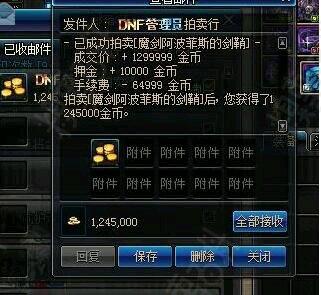 发件人： DNF管理员拍卖行
已收邮件
- 已成功拍卖[魔剑阿波菲斯的剑鞘] -
成交价：+ 1299999 金币
押金：+ 10000 金币
手续费：- 64999 金币
拍卖[魔剑阿波菲斯的剑鞘]后，您获得了1
245000金币。
DN
1,24
附件 附件 附件 附件
附件 附件 附件 附件 附件
1,245,000
全部接收
回复 保存 删除 关闭